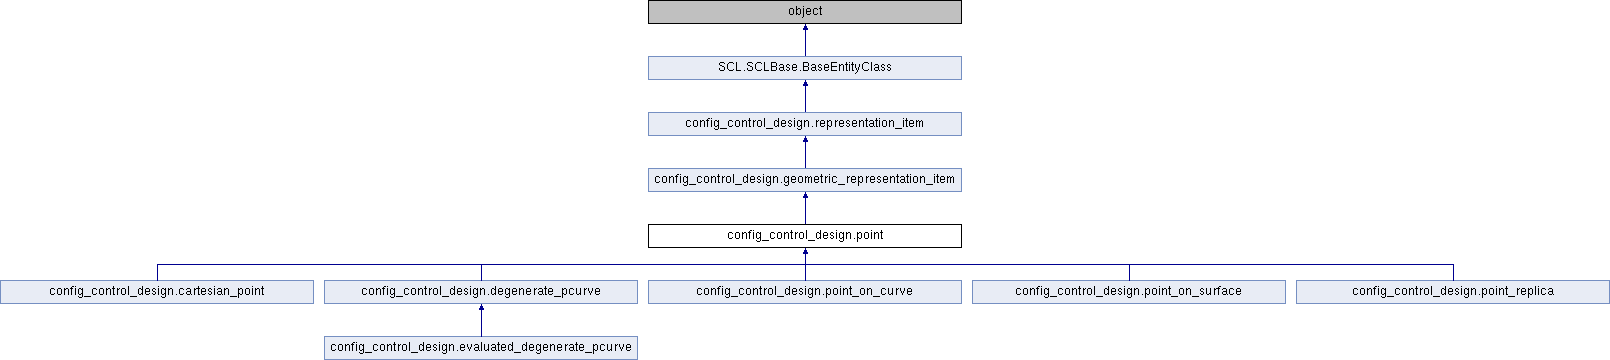 object
SCL.SCLBase.BaseEntityClass
config_control_design.representation_item
config_control_design.geometric_representation_item
config_control_design.point
config_control_design.cartesian_point
config_control_design.degenerate_pcurve
config_control_design.point_on_curve
config_control_design.point_on_surface
config_control_design.point_replica
config_control_design.evaluated_degenerate_pcurve